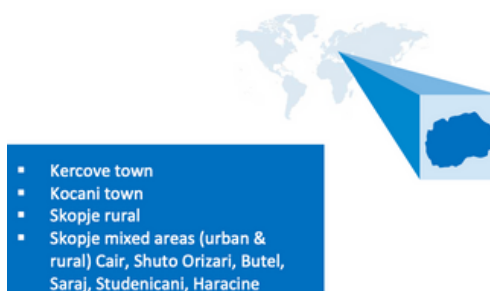 ▪ Kercove town
▪ Kocani town
▪ Skopje rural
▪ Skopje mixed areas (urban &
rural) Cair, Shuto Orizari, Butel,
Saraj, Studenicani, Haracine